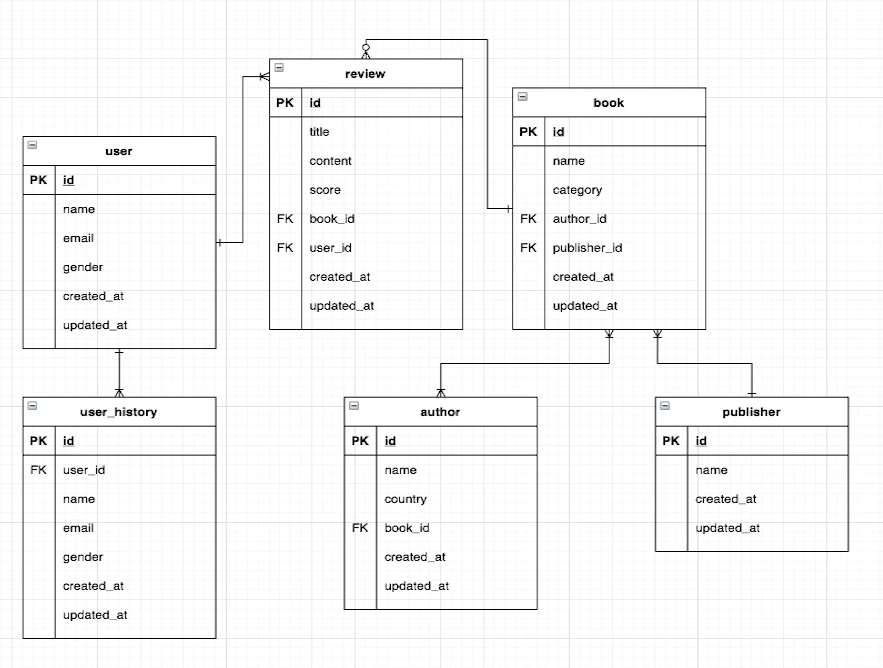 review
PK id
title
content
score
FK book_id
FK user_id
created_at
updated_at
book
PK id
name
category
FK author_id
FK publisher_id
created_at
updated_at
user
PK id
name
email
gender
created_at
updated_at
user_history
PK id
FK user_id
name
email
gender
created_at
updated_at
author
PK id
name
country
FK book_id
created_at
updated_at
publisher
PK id
name
created_at
updated_at